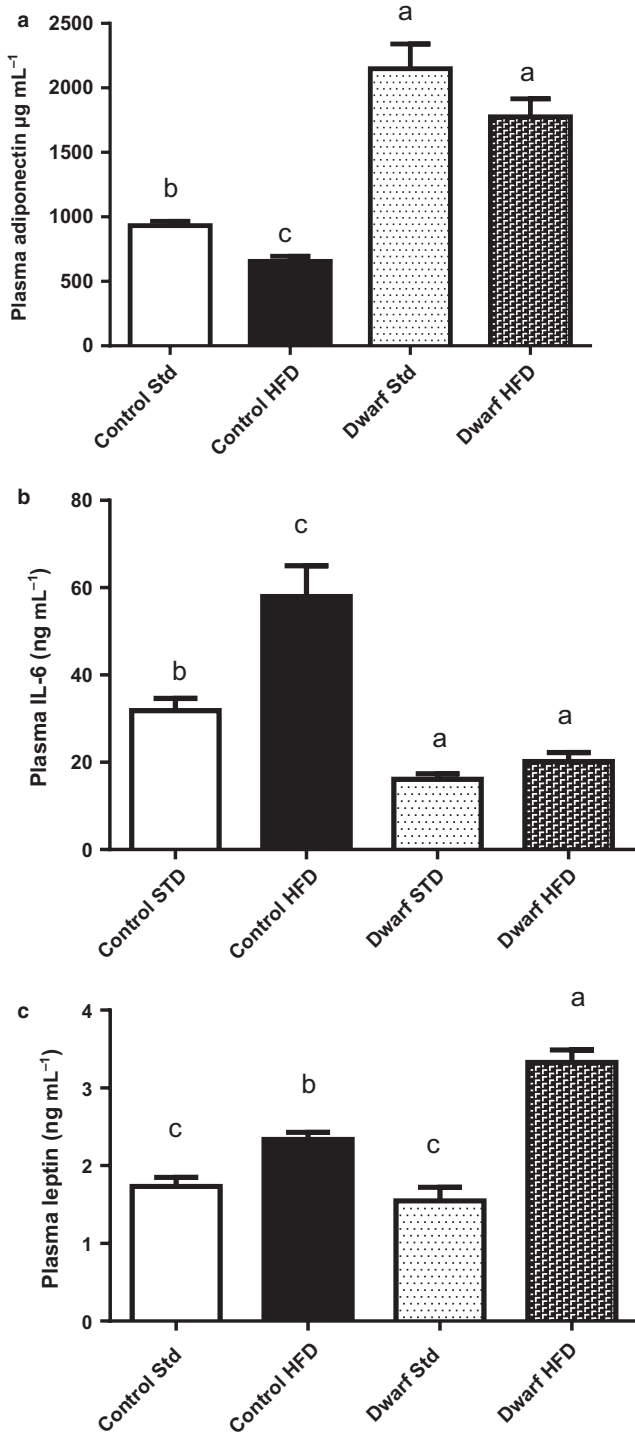 a
Plasma adiponectin µg mL⁻¹
2500
2000
1500
1000
500
0
b
c
a
a
Control Std
Control HFD
Dwarf Std
Dwarf HFD
b
Plasma IL-6 (ng mL⁻¹)
80
60
40
20
0
b
c
a
a
Control STD
Control HFD
Dwarf STD
Dwarf HFD
c
Plasma leptin (ng mL⁻¹)
4
3
2
1
0
c
b
c
a
Control Std
Control HFD
Dwarf Std
Dwarf HFD